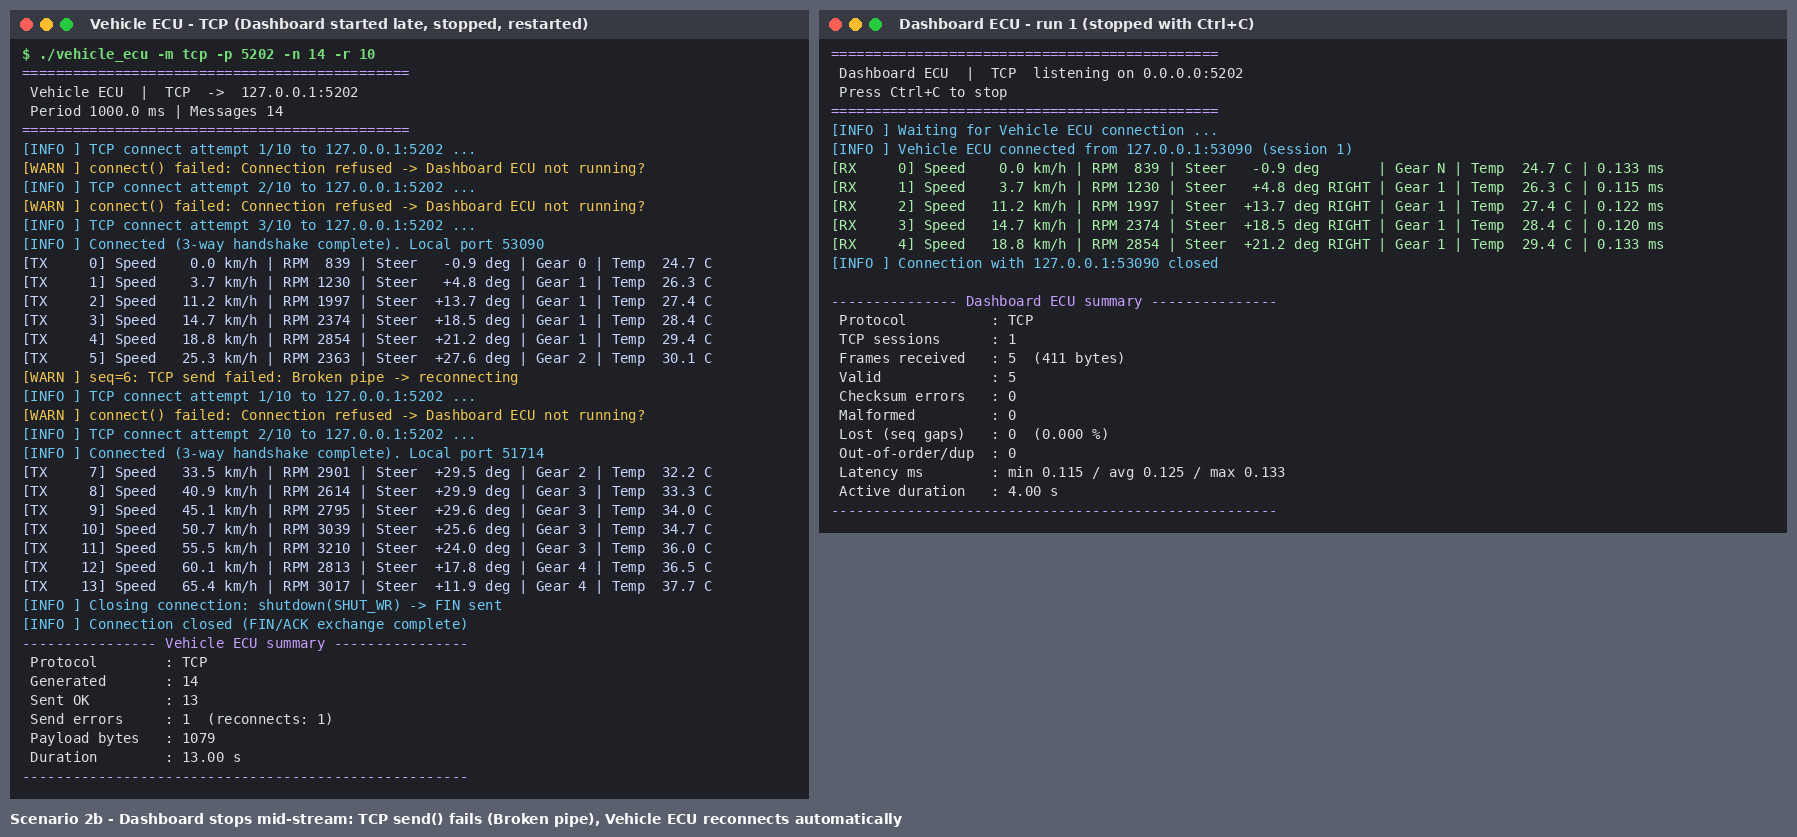 Vehicle ECU - TCP (Dashboard started late, stopped, restarted)
$ ./vehicle_ecu -m tcp -p 5202 -n 14 -r 10
==============================================
 Vehicle ECU  |  TCP  ->  127.0.0.1:5202
 Period 1000.0 ms | Messages 14
==============================================
[INFO ] TCP connect attempt 1/10 to 127.0.0.1:5202 ...
[WARN ] connect() failed: Connection refused -> Dashboard ECU not running?
[INFO ] TCP connect attempt 2/10 to 127.0.0.1:5202 ...
[WARN ] connect() failed: Connection refused -> Dashboard ECU not running?
[INFO ] TCP connect attempt 3/10 to 127.0.0.1:5202 ...
[INFO ] Connected (3-way handshake complete). Local port 53090
[TX     0] Speed    0.0 km/h | RPM  839 | Steer   -0.9 deg | Gear 0 | Temp  24.7 C
[TX     1] Speed    3.7 km/h | RPM 1230 | Steer   +4.8 deg | Gear 1 | Temp  26.3 C
[TX     2] Speed   11.2 km/h | RPM 1997 | Steer  +13.7 deg | Gear 1 | Temp  27.4 C
[TX     3] Speed   14.7 km/h | RPM 2374 | Steer  +18.5 deg | Gear 1 | Temp  28.4 C
[TX     4] Speed   18.8 km/h | RPM 2854 | Steer  +21.2 deg | Gear 1 | Temp  29.4 C
[TX     5] Speed   25.3 km/h | RPM 2363 | Steer  +27.6 deg | Gear 2 | Temp  30.1 C
[WARN ] seq=6: TCP send failed: Broken pipe -> reconnecting
[INFO ] TCP connect attempt 1/10 to 127.0.0.1:5202 ...
[WARN ] connect() failed: Connection refused -> Dashboard ECU not running?
[INFO ] TCP connect attempt 2/10 to 127.0.0.1:5202 ...
[INFO ] Connected (3-way handshake complete). Local port 51714
[TX     7] Speed   33.5 km/h | RPM 2901 | Steer  +29.5 deg | Gear 2 | Temp  32.2 C
[TX     8] Speed   40.9 km/h | RPM 2614 | Steer  +29.9 deg | Gear 3 | Temp  33.3 C
[TX     9] Speed   45.1 km/h | RPM 2795 | Steer  +29.6 deg | Gear 3 | Temp  34.0 C
[TX    10] Speed   50.7 km/h | RPM 3039 | Steer  +25.6 deg | Gear 3 | Temp  34.7 C
[TX    11] Speed   55.5 km/h | RPM 3210 | Steer  +24.0 deg | Gear 3 | Temp  36.0 C
[TX    12] Speed   60.1 km/h | RPM 2813 | Steer  +17.8 deg | Gear 4 | Temp  36.5 C
[TX    13] Speed   65.4 km/h | RPM 3017 | Steer  +11.9 deg | Gear 4 | Temp  37.7 C
[INFO ] Closing connection: shutdown(SHUT_WR) -> FIN sent
[INFO ] Connection closed (FIN/ACK exchange complete)
---------------- Vehicle ECU summary ----------------
 Protocol        : TCP
 Generated       : 14
 Sent OK         : 13
 Send errors     : 1  (reconnects: 1)
 Payload bytes   : 1079
 Duration        : 13.00 s
-----------------------------------------------------
Dashboard ECU - run 1 (stopped with Ctrl+C)
==============================================
 Dashboard ECU  |  TCP  listening on 0.0.0.0:5202
 Press Ctrl+C to stop
==============================================
[INFO ] Waiting for Vehicle ECU connection ...
[INFO ] Vehicle ECU connected from 127.0.0.1:53090 (session 1)
[RX     0] Speed    0.0 km/h | RPM  839 | Steer   -0.9 deg       | Gear N | Temp  24.7 C | 0.133 ms
[RX     1] Speed    3.7 km/h | RPM 1230 | Steer   +4.8 deg RIGHT | Gear 1 | Temp  26.3 C | 0.115 ms
[RX     2] Speed   11.2 km/h | RPM 1997 | Steer  +13.7 deg RIGHT | Gear 1 | Temp  27.4 C | 0.122 ms
[RX     3] Speed   14.7 km/h | RPM 2374 | Steer  +18.5 deg RIGHT | Gear 1 | Temp  28.4 C | 0.120 ms
[RX     4] Speed   18.8 km/h | RPM 2854 | Steer  +21.2 deg RIGHT | Gear 1 | Temp  29.4 C | 0.133 ms
[INFO ] Connection with 127.0.0.1:53090 closed
--------------- Dashboard ECU summary ---------------
 Protocol          : TCP
 TCP sessions      : 1
 Frames received   : 5  (411 bytes)
 Valid             : 5
 Checksum errors   : 0
 Malformed         : 0
 Lost (seq gaps)   : 0  (0.000 %)
 Out-of-order/dup  : 0
 Latency ms        : min 0.115 / avg 0.125 / max 0.133
 Active duration   : 4.00 s
-----------------------------------------------------
Scenario 2b - Dashboard stops mid-stream: TCP send() fails (Broken pipe), Vehicle ECU reconnects automatically